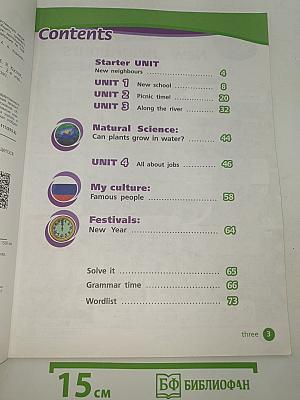 Contents
Starter UNIT
New neighbours 4
UNIT 1 New school 8
UNIT 2 Picnic time! 20
UNIT 3 Along the river 32
Natural Science:
Can plants grow in water? 44
UNIT 4 All about jobs 46
My culture:
Famous people 58
Festivals:
New Year 64
Solve it 65
Grammar time 66
Wordlist 73
three 3
15 см
БФ БИБЛИОФАН